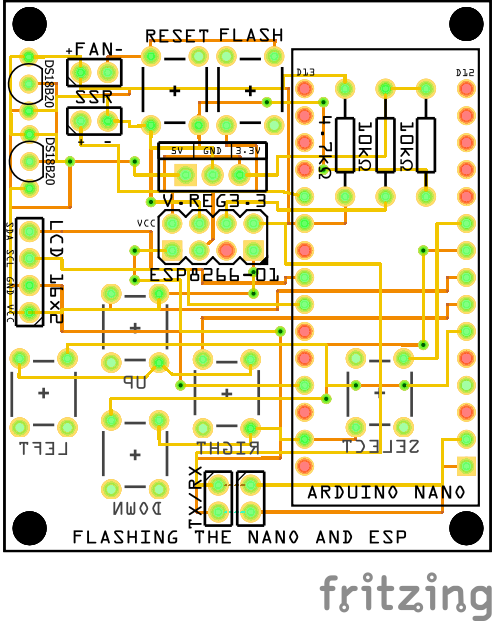 RESET FLASH
+FAN-
DS18B20
SSR
+ -
D13
D12
4.7KΩ
10KΩ
10KΩ
DS18B20
5V GND 3.3V
V.REG3.3
VCC
SDA SCL GND VCC
LCD 16x2
ESP8266-01
UP
LEFT
RIGHT
SELECT
DOWN
TX/RX
ARDUINO NANO
FLASHING THE NANO AND ESP
fritzing